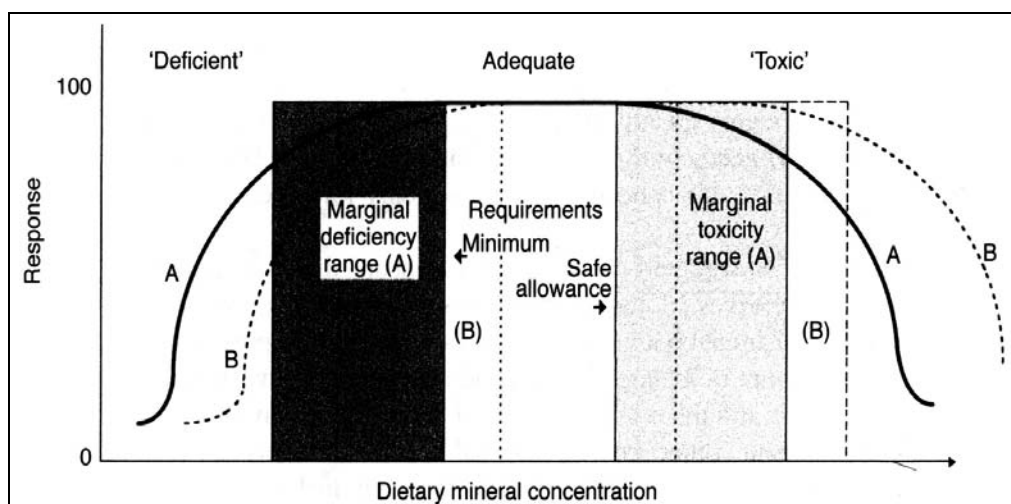 'Deficient' Adequate 'Toxic'
100
Response
A
B
Marginal
deficiency
range (A)
Requirements
Minimum
(B)
Safe
allowance
Marginal
toxicity
range (A)
(B)
A
B
0
Dietary mineral concentration